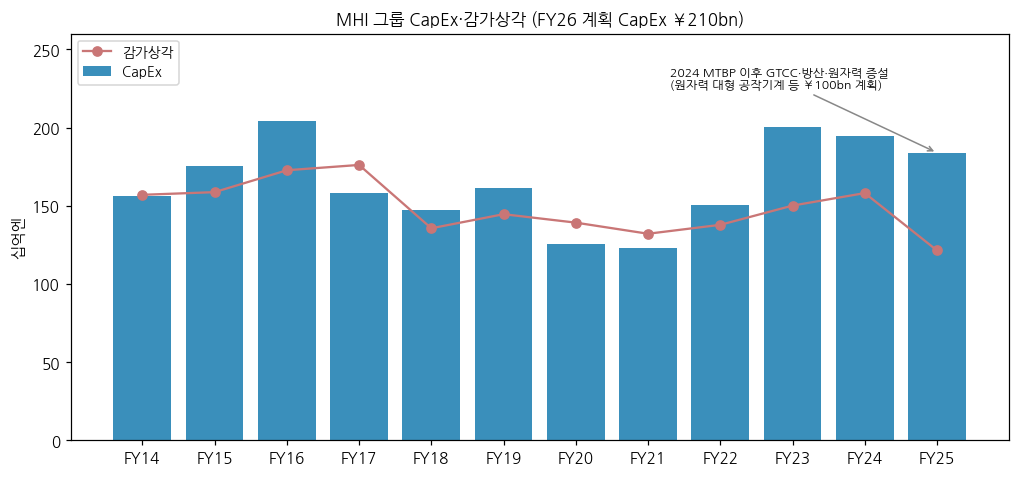 MHI 그룹 CapEx·감가상각 (FY26 계획 CapEx ￥210bn)
감가상각
CapEx
2024 MTBP 이후 GTCC·방산·원자력 증설
(원자력 대형 공작기계 등 ￥100bn 계획)
십억엔
250
200
150
100
50
0
FY14 FY15 FY16 FY17 FY18 FY19 FY20 FY21 FY22 FY23 FY24 FY25